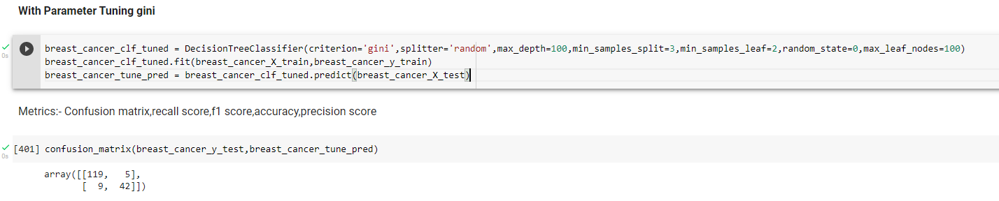 With Parameter Tuning gini
0s
breast_cancer_clf_tuned = DecisionTreeClassifier(criterion='gini',splitter='random',max_depth=100,min_samples_split=3,min_samples_leaf=2,random_state=0,max_leaf_nodes=100)
breast_cancer_clf_tuned.fit(breast_cancer_X_train,breast_cancer_y_train)
breast_cancer_tune_pred = breast_cancer_clf_tuned.predict(breast_cancer_X_test)
Metrics:- Confusion matrix,recall score,f1 score,accuracy,precision score
0s
[401] confusion_matrix(breast_cancer_y_test,breast_cancer_tune_pred)
array([[119,   5],
       [  9,  42]])